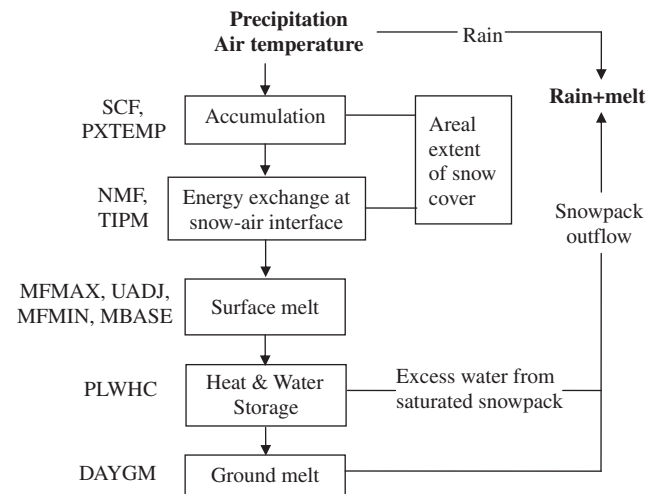 Precipitation
Air temperature
Rain
Rain+melt
SCF,
PXTEMP
Accumulation
Areal
extent
of snow
cover
NMF,
TIPM
Energy exchange at
snow-air interface
Snowpack
outflow
MFMAX, UADJ,
MFMIN, MBASE
Surface melt
PLWHC
Heat & Water
Storage
Excess water from
saturated snowpack
DAYGM
Ground melt